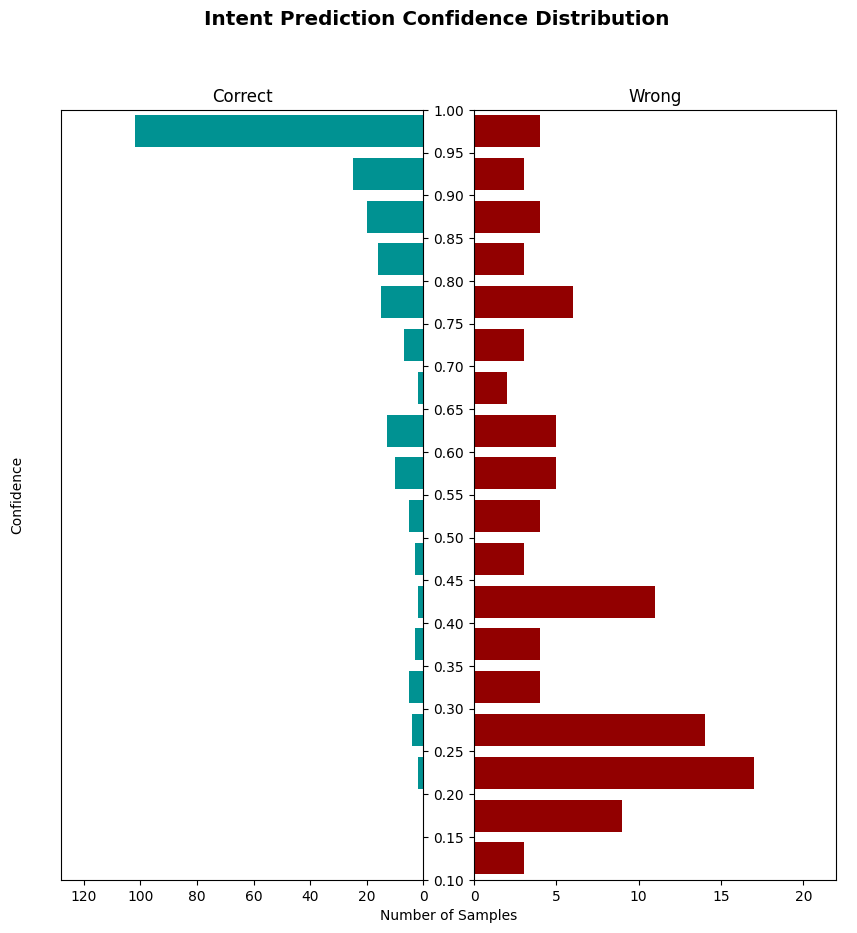 Intent Prediction Confidence Distribution
Correct
Wrong
1.00
0.95
0.90
0.85
0.80
0.75
0.70
0.65
0.60
0.55
0.50
0.45
0.40
0.35
0.30
0.25
0.20
0.15
0.10
Confidence
120 100 80 60 40 20 0
0 5 10 15 20
Number of Samples